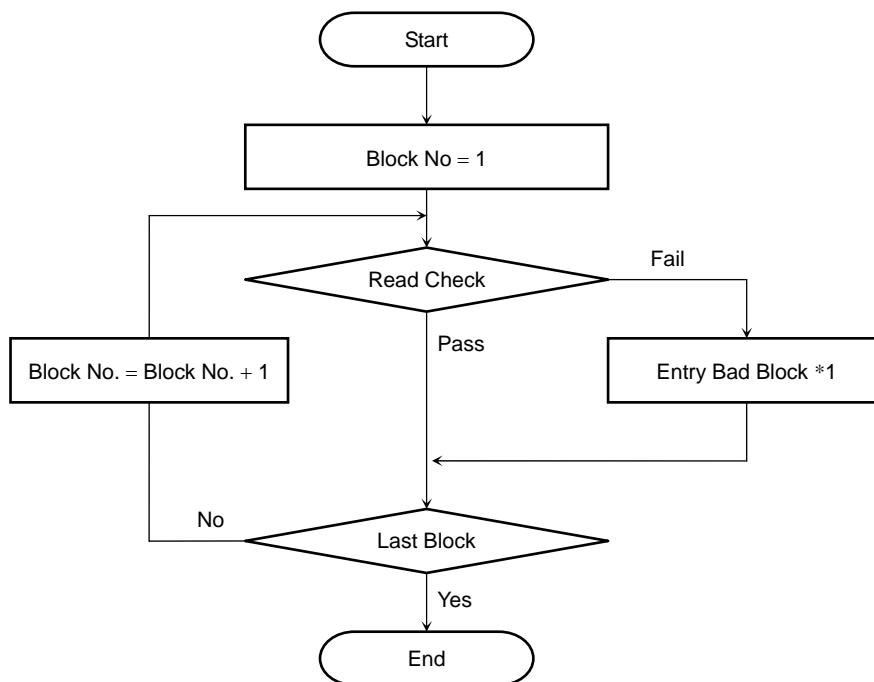 Start
Block No = 1
Read Check
Fail
Pass
Block No. = Block No. + 1
Entry Bad Block *1
No
Last Block
Yes
End